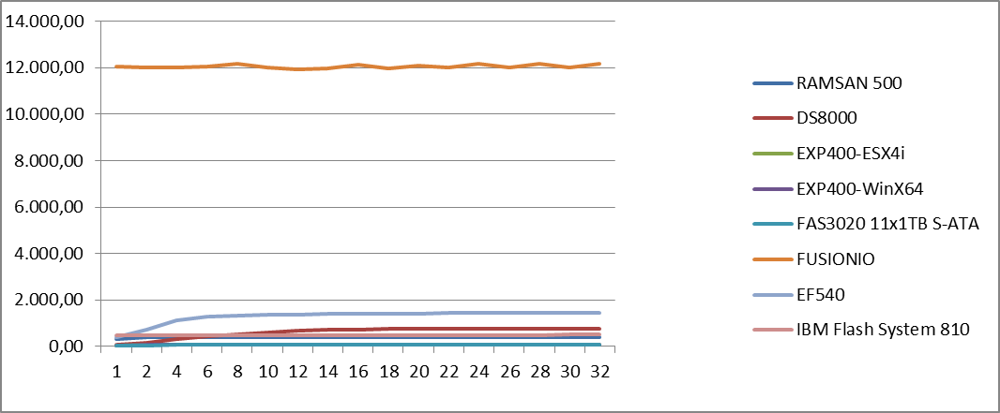 14.000,00
12.000,00
10.000,00
8.000,00
6.000,00
4.000,00
2.000,00
0,00
1 2 4 6 8 10 12 14 16 18 20 22 24 26 28 30 32
RAMSAN 500
DS8000
EXP400-ESX4i
EXP400-WinX64
FAS3020 11x1TB S-ATA
FUSIONIO
EF540
IBM Flash System 810